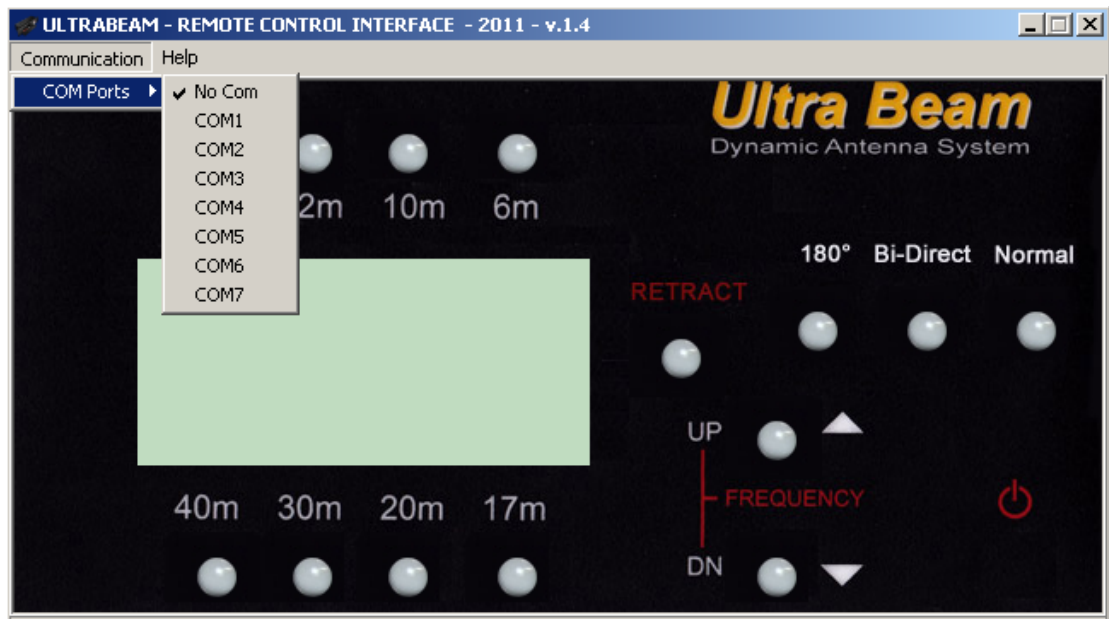 ULTRABEAM - REMOTE CONTROL INTERFACE - 2011 - v.1.4
Communication Help
COM Ports
No Com
COM1
COM2
COM3
COM4
COM5
COM6
COM7
Ultra Beam
Dynamic Antenna System
2m 10m 6m
180° Bi-Direct Normal
RETRACT
UP
FREQUENCY
DN
40m 30m 20m 17m